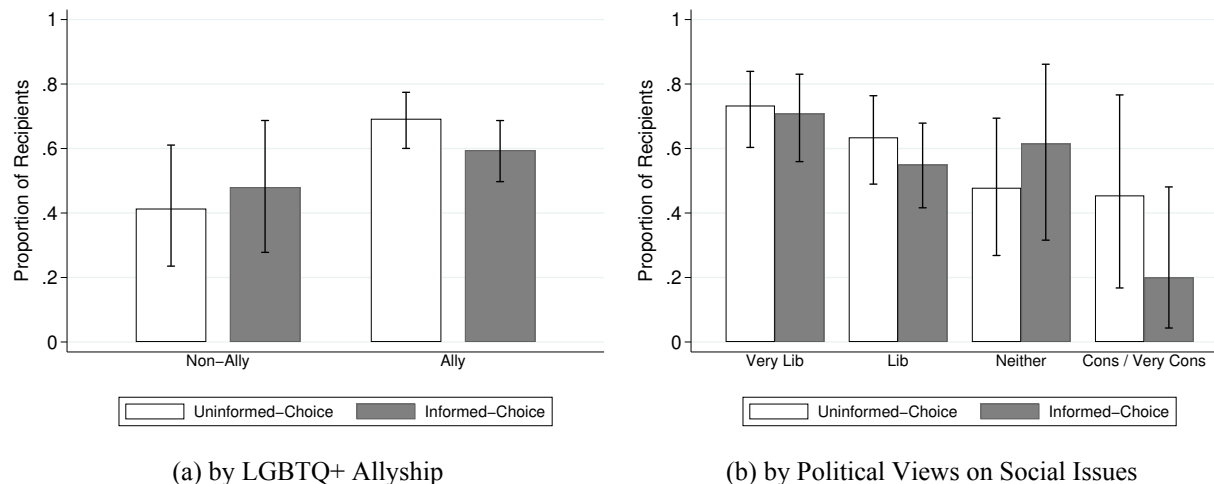 Proportion of Recipients
1
.8
.6
.4
.2
0
Non−Ally Ally
Uninformed−Choice Informed−Choice
(a) by LGBTQ+ Allyship
Proportion of Recipients
1
.8
.6
.4
.2
0
Very Lib Lib Neither Cons / Very Cons
Uninformed−Choice Informed−Choice
(b) by Political Views on Social Issues